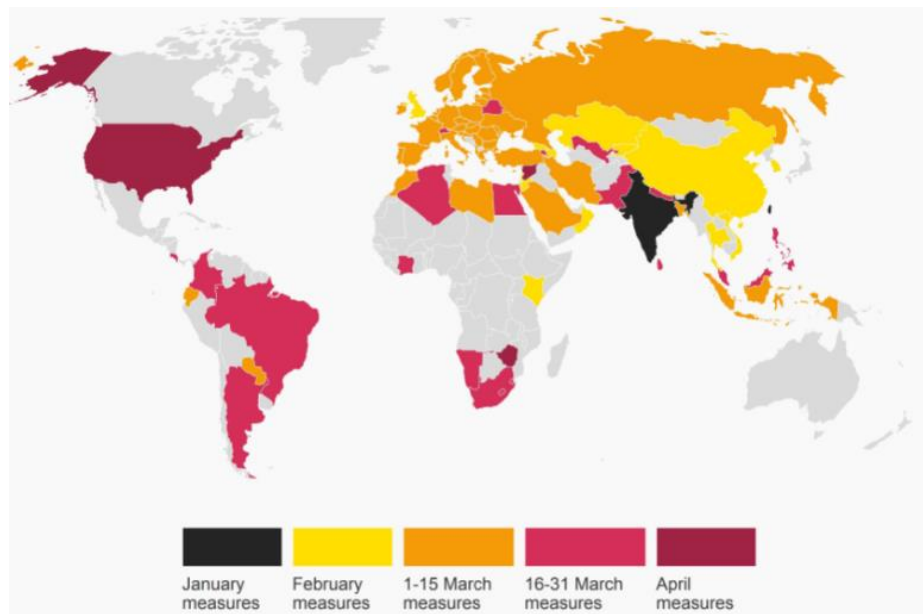 January
measures
February
measures
1-15 March
measures
16-31 March
measures
April
measures